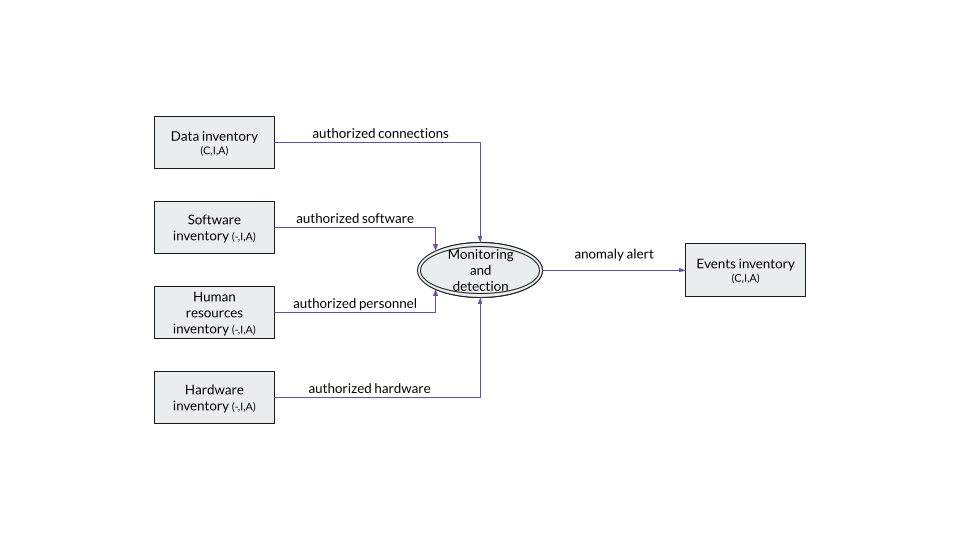 Data inventory
(C,I,A)
authorized connections
Software
inventory (-,I,A)
authorized software
Human
resources
inventory (-,I,A)
authorized personnel
Hardware
inventory (-,I,A)
authorized hardware
Monitoring
and
detection
anomaly alert
Events inventory
(C,I,A)